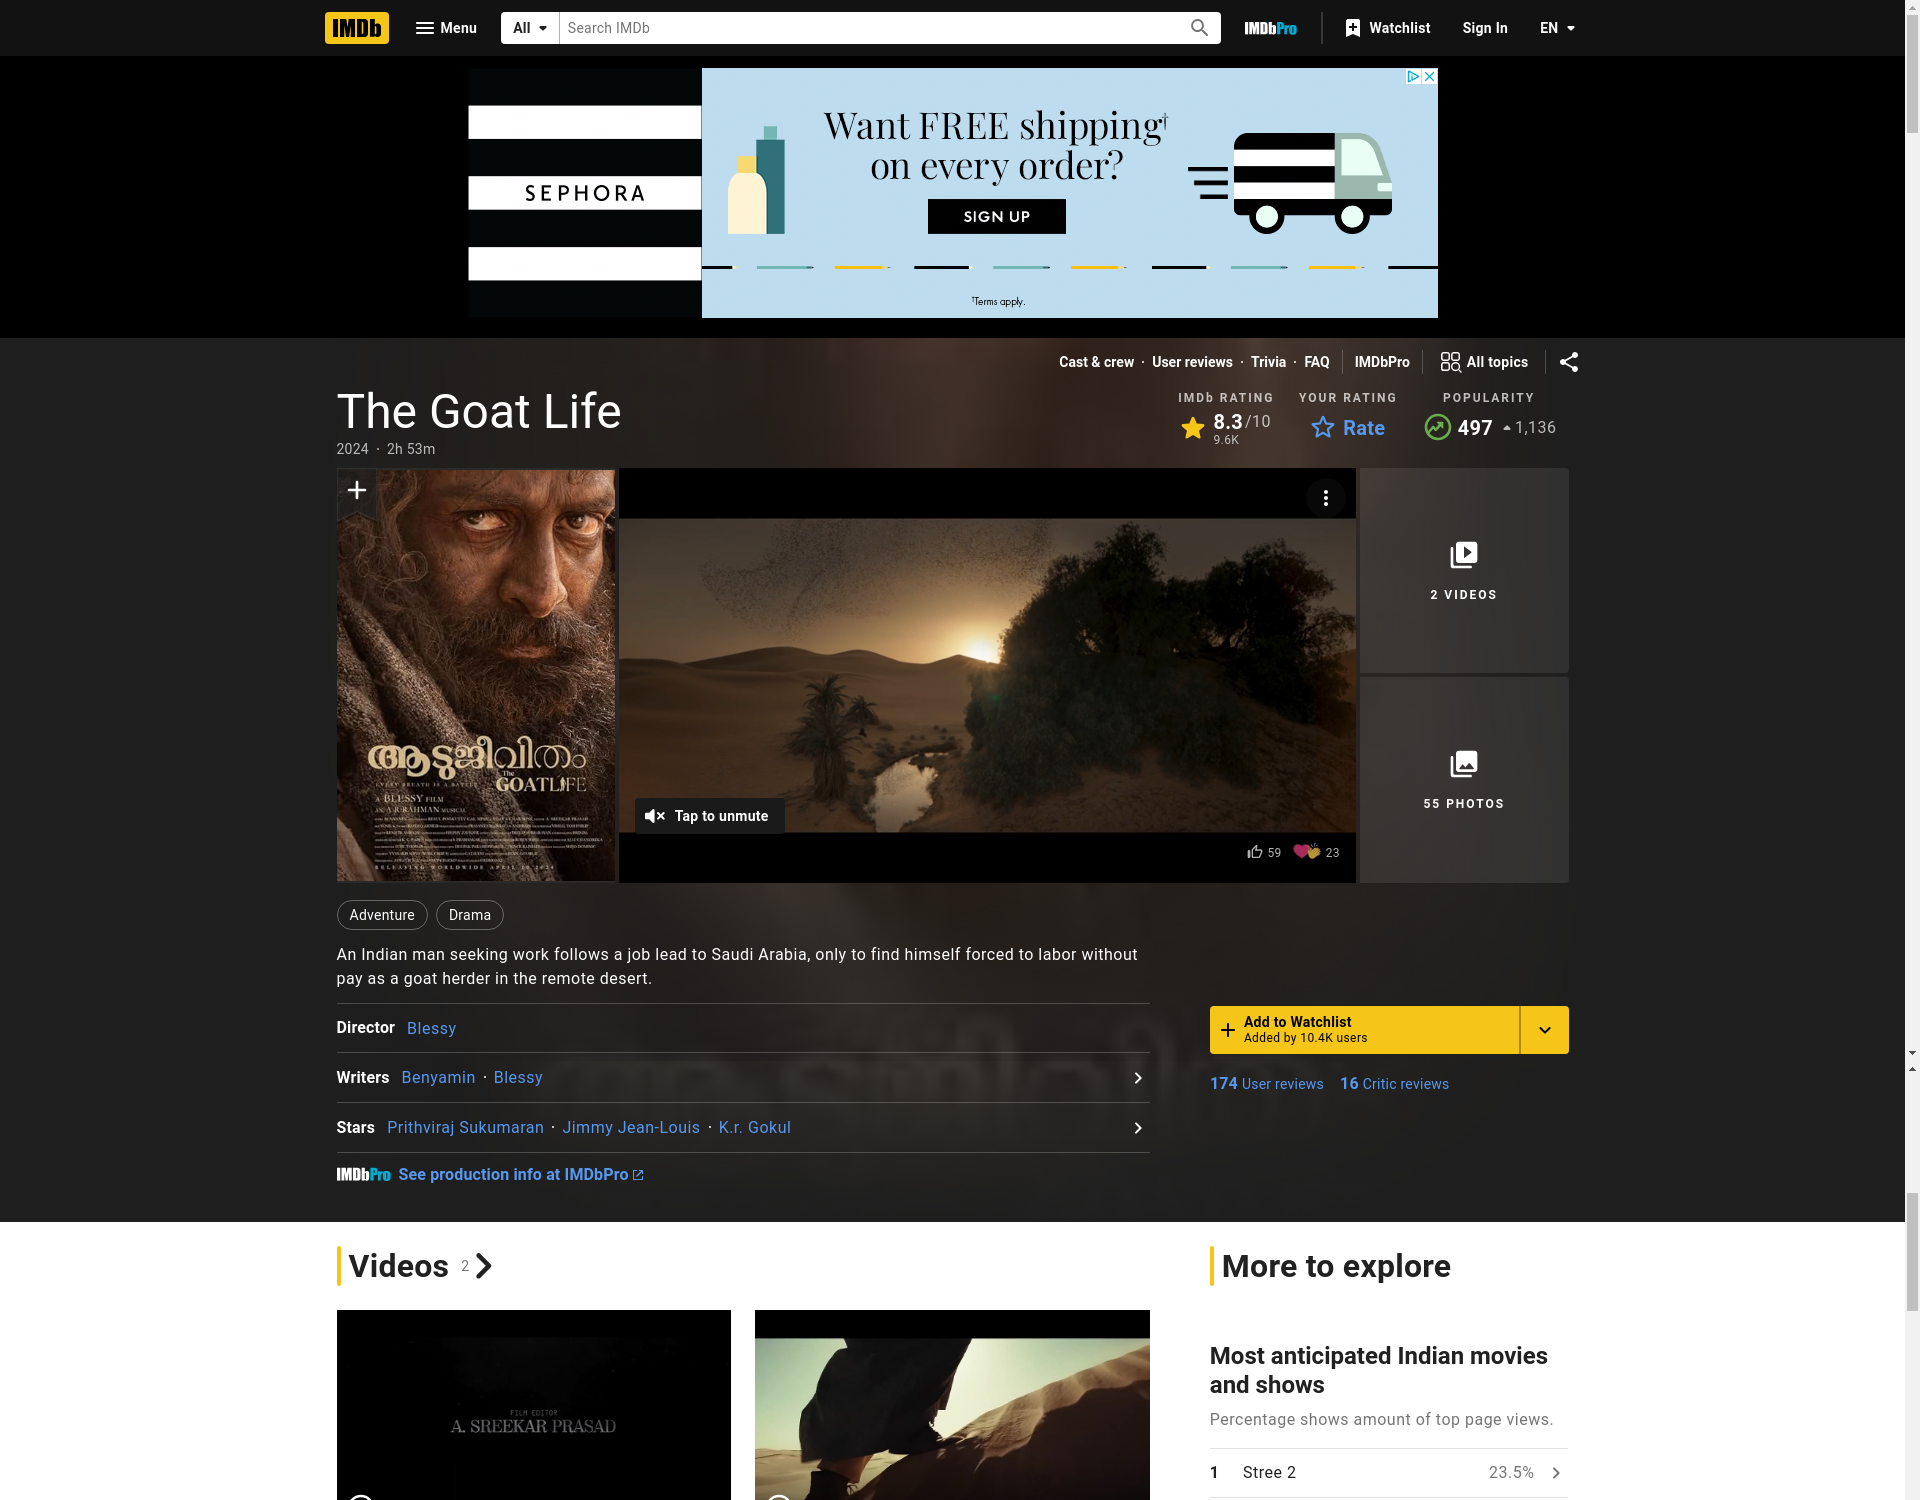 IMDb
Menu
All
Search IMDb
IMDbPro
Watchlist
Sign In
EN
SEPHORA
Want FREE shipping†
on every order?
SIGN UP
†Terms apply.
Cast & crew · User reviews · Trivia · FAQ
IMDbPro
All topics
The Goat Life
2024 · 2h 53m
IMDb RATING
8.3/10
9.6K
YOUR RATING
Rate
POPULARITY
497
1,136
ആടുജീവിതം
The
GOAT LIFE
EVERY BREATH IS A BATTLE
A BLESSY FILM
AN A.R.RAHMAN MUSICAL
Tap to unmute
59
23
2 VIDEOS
55 PHOTOS
Adventure
Drama
An Indian man seeking work follows a job lead to Saudi Arabia, only to find himself forced to labor without
pay as a goat herder in the remote desert.
Director Blessy
Writers Benyamin · Blessy
Stars Prithviraj Sukumaran · Jimmy Jean-Louis · K.r. Gokul
IMDbPro See production info at IMDbPro
Add to Watchlist
Added by 10.4K users
174 User reviews 16 Critic reviews
Videos 2
FILM EDITOR
A. SREEKAR PRASAD
More to explore
Most anticipated Indian movies
and shows
Percentage shows amount of top page views.
1 Stree 2 23.5%